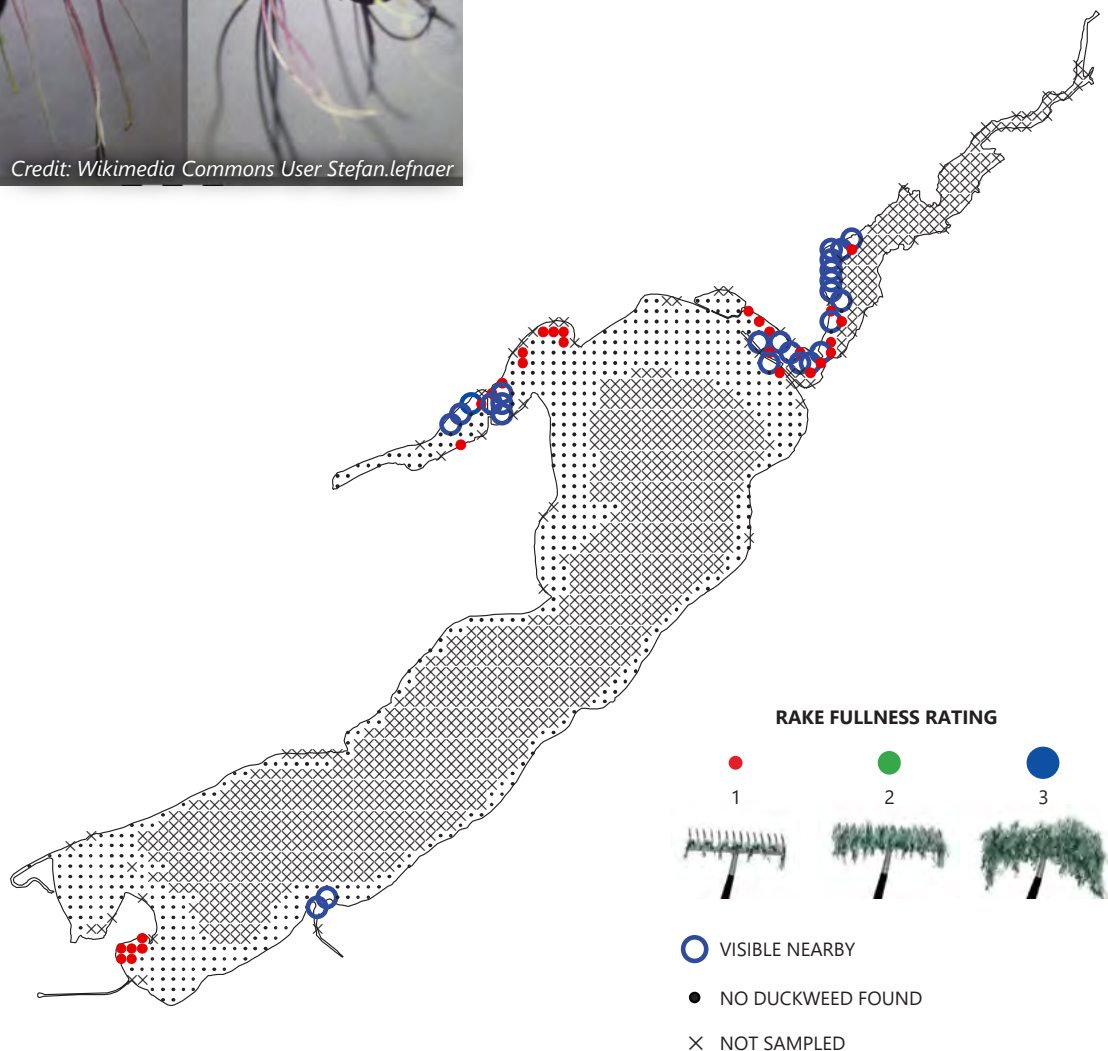 Credit: Wikimedia Commons User Stefan.lefnaer
RAKE FULLNESS RATING
1
2
3
VISIBLE NEARBY
NO DUCKWEED FOUND
NOT SAMPLED